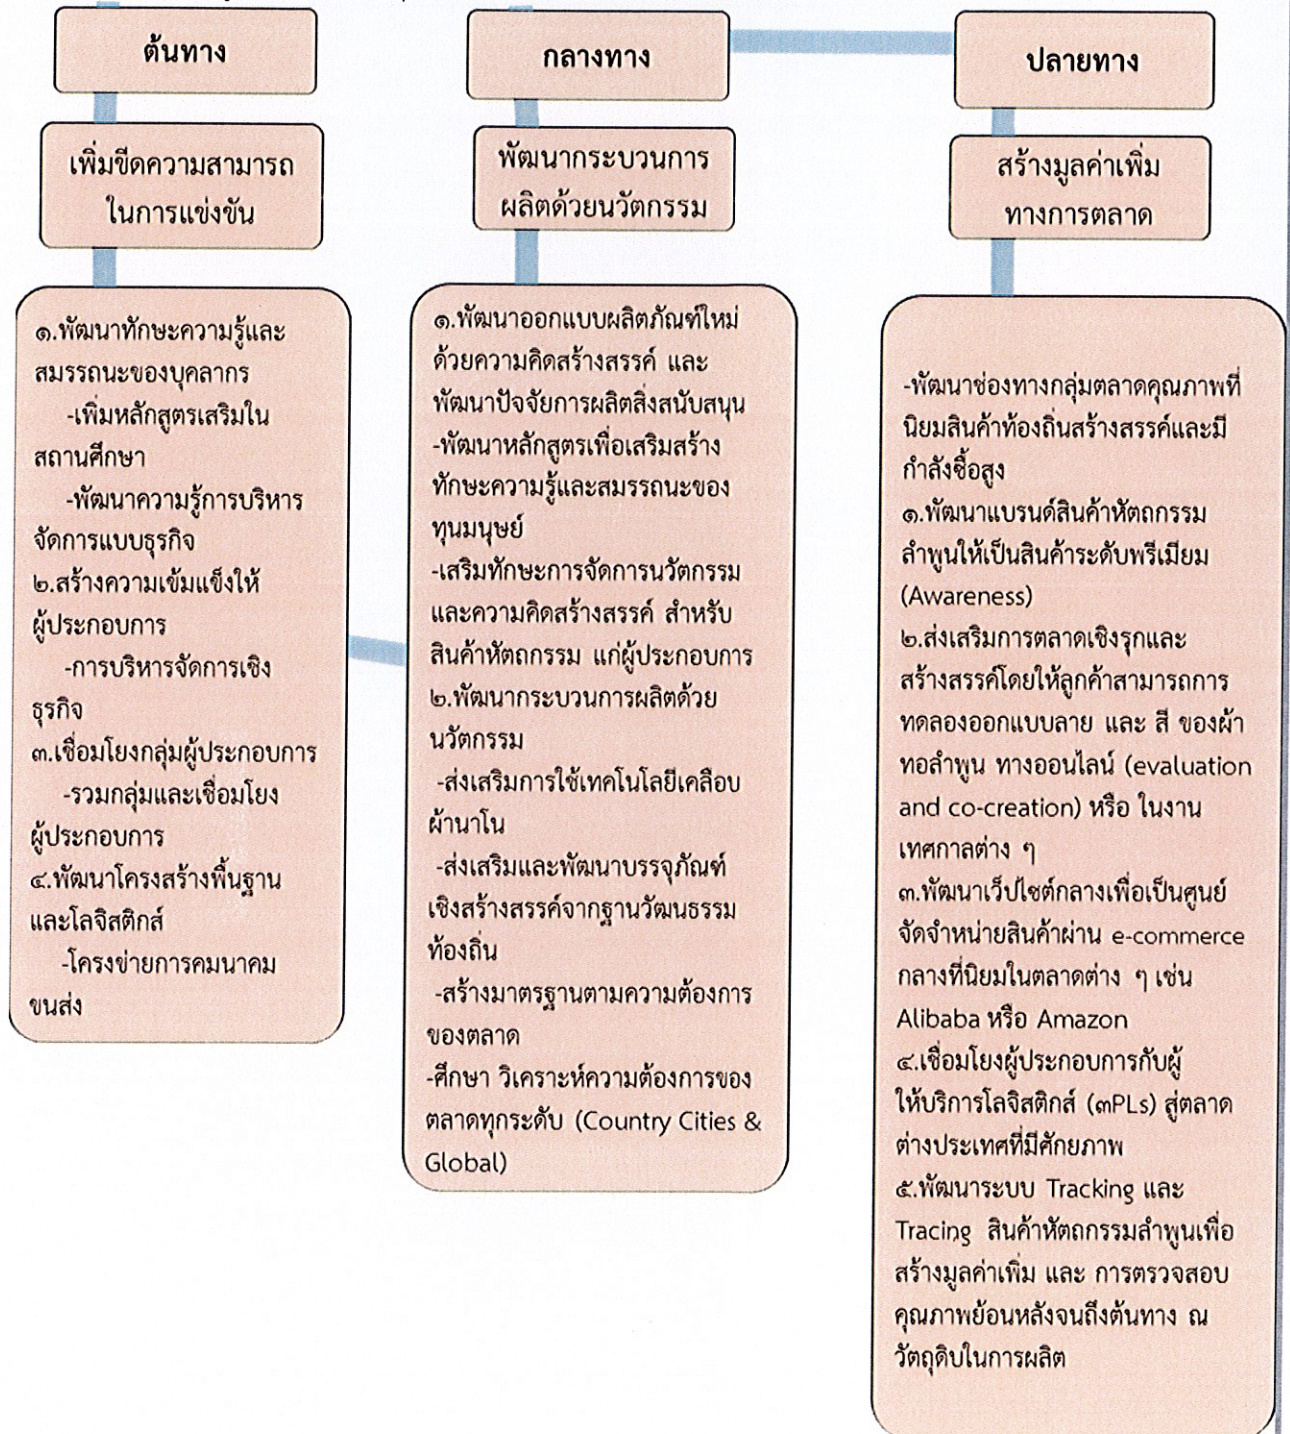 ต้นทาง
เพิ่มขีดความสามารถ
ในการแข่งขัน
๑.พัฒนาทักษะความรู้และ
สมรรถนะของบุคลากร
-เพิ่มหลักสูตรเสริมใน
สถานศึกษา
-พัฒนาความรู้การบริหาร
จัดการแบบธุรกิจ
๒.สร้างความเข้มแข็งให้
ผู้ประกอบการ
-การบริหารจัดการเชิง
ธุรกิจ
๓.เชื่อมโยงกลุ่มผู้ประกอบการ
-รวมกลุ่มและเชื่อมโยง
ผู้ประกอบการ
๔.พัฒนาโครงสร้างพื้นฐาน
และโลจิสติกส์
-โครงข่ายการคมนาคม
ขนส่ง
กลางทาง
พัฒนากระบวนการ
ผลิตด้วยนวัตกรรม
๑.พัฒนาออกแบบผลิตภัณฑ์ใหม่
ด้วยความคิดสร้างสรรค์ และ
พัฒนาปัจจัยการผลิตสิ่งสนับสนุน
-พัฒนาหลักสูตรเพื่อเสริมสร้าง
ทักษะความรู้และสมรรถนะของ
ทุนมนุษย์
-เสริมทักษะการจัดการนวัตกรรม
และความคิดสร้างสรรค์ สำหรับ
สินค้าหัตถกรรม แก่ผู้ประกอบการ
๒.พัฒนากระบวนการผลิตด้วย
นวัตกรรม
-ส่งเสริมการใช้เทคโนโลยีเคลือบ
ผ้านาโน
-ส่งเสริมและพัฒนาบรรจุภัณฑ์
เชิงสร้างสรรค์จากฐานวัฒนธรรม
ท้องถิ่น
-สร้างมาตรฐานตามความต้องการ
ของตลาด
-ศึกษา วิเคราะห์ความต้องการของ
ตลาดทุกระดับ (Country Cities &
Global)
ปลายทาง
สร้างมูลค่าเพิ่ม
ทางการตลาด
-พัฒนาช่องทางกลุ่มตลาดคุณภาพที่
นิยมสินค้าท้องถิ่นสร้างสรรค์และมี
กำลังซื้อสูง
๑.พัฒนาแบรนด์สินค้าหัตถกรรม
ลำพูนให้เป็นสินค้าระดับพรีเมียม
(Awareness)
๒.ส่งเสริมการตลาดเชิงรุกและ
สร้างสรรค์โดยให้ลูกค้าสามารถการ
ทดลองออกแบบลาย และ สี ของผ้า
ทอลำพูน ทางออนไลน์ (evaluation
and co-creation) หรือ ในงาน
เทศกาลต่าง ๆ
๓.พัฒนาเว็ปไซต์กลางเพื่อเป็นศูนย์
จัดจำหน่ายสินค้าผ่าน e-commerce
กลางที่นิยมในตลาดต่าง ๆ เช่น
Alibaba หรือ Amazon
๔.เชื่อมโยงผู้ประกอบการกับผู้
ให้บริการโลจิสติกส์ (๓PLs) สู่ตลาด
ต่างประเทศที่มีศักยภาพ
๕.พัฒนาระบบ Tracking และ
Tracing สินค้าหัตถกรรมลำพูนเพื่อ
สร้างมูลค่าเพิ่ม และ การตรวจสอบ
คุณภาพย้อนหลังจนถึงต้นทาง ณ
วัตถุดิบในการผลิต